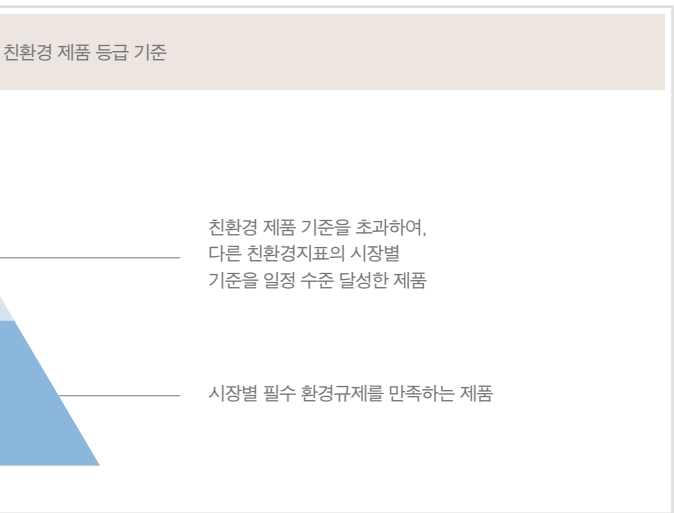 친환경 제품 등급 기준
친환경 제품 기준을 초과하여,
다른 친환경지표의 시장별
기준을 일정 수준 달성한 제품
시장별 필수 환경규제를 만족하는 제품